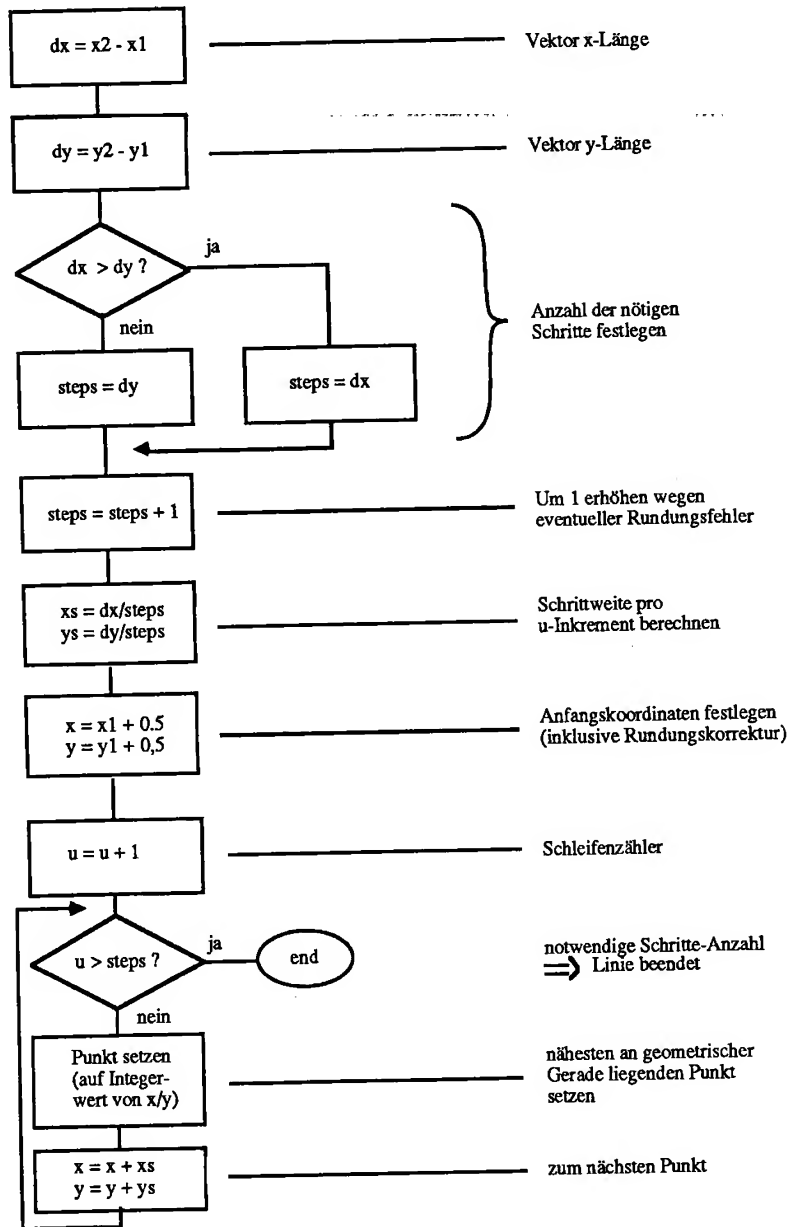 dx = x2 - x1
Vektor x-Länge
dy = y2 - y1
Vektor y-Länge
dx > dy ?
ja
nein
Anzahl der nötigen
Schritte festlegen
steps = dy
steps = dx
steps = steps + 1
Um 1 erhöhen wegen
eventueller Rundungsfehler
xs = dx/steps
ys = dy/steps
Schrittweite pro
u-Inkrement berechnen
x = x1 + 0.5
y = y1 + 0,5
Anfangskoordinaten festlegen
(inklusive Rundungskorrektur)
u = u + 1
Schleifenzähler
u > steps ?
ja
end
nein
notwendige Schritte-Anzahl
⇒ Linie beendet
Punkt setzen
(auf Integer-
wert von x/y)
nähesten an geometrischer
Gerade liegenden Punkt
setzen
x = x + xs
y = y + ys
zum nächsten Punkt